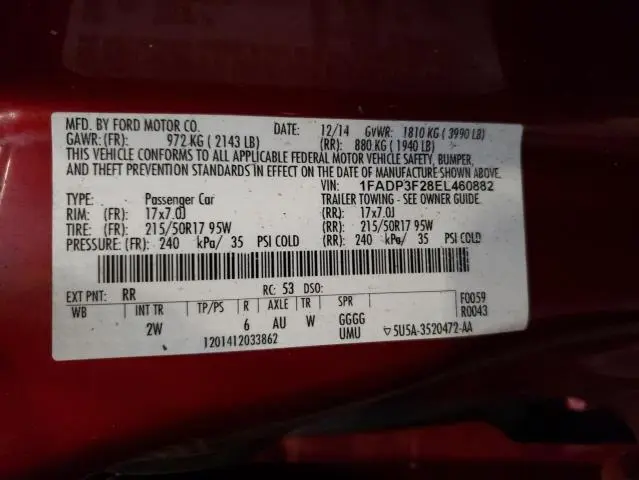 MFD. BY FORD MOTOR CO. DATE: 12/14 GVWR: 1810 KG ( 3990 LB)
GAWR: (FR): 972 KG ( 2143 LB) (RR): 880 KG ( 1940 LB)
THIS VEHICLE CONFORMS TO ALL APPLICABLE FEDERAL MOTOR VEHICLE SAFETY, BUMPER,
AND THEFT PREVENTION STANDARDS IN EFFECT ON THE DATE OF MANUFACTURE SHOWN ABOVE.
VIN: 1FADP3F28EL460882
TYPE: Passenger Car TRAILER TOWING - SEE OWNER GUIDE.
RIM: (FR): 17x7.0J (RR): 17x7.0J
TIRE: (FR): 215/50R17 95W (RR): 215/50R17 95W
PRESSURE: (FR): 240 kPa/ 35 PSI COLD (RR): 240 kPa/ 35 PSI COLD
EXT PNT: RR RC: 53 DSO:
WB INT TR TP/PS R AXLE TR SPR F0059
2W 6 AU W GGGG R0043
1201412033862 UMU 5U5A-3520472-AA